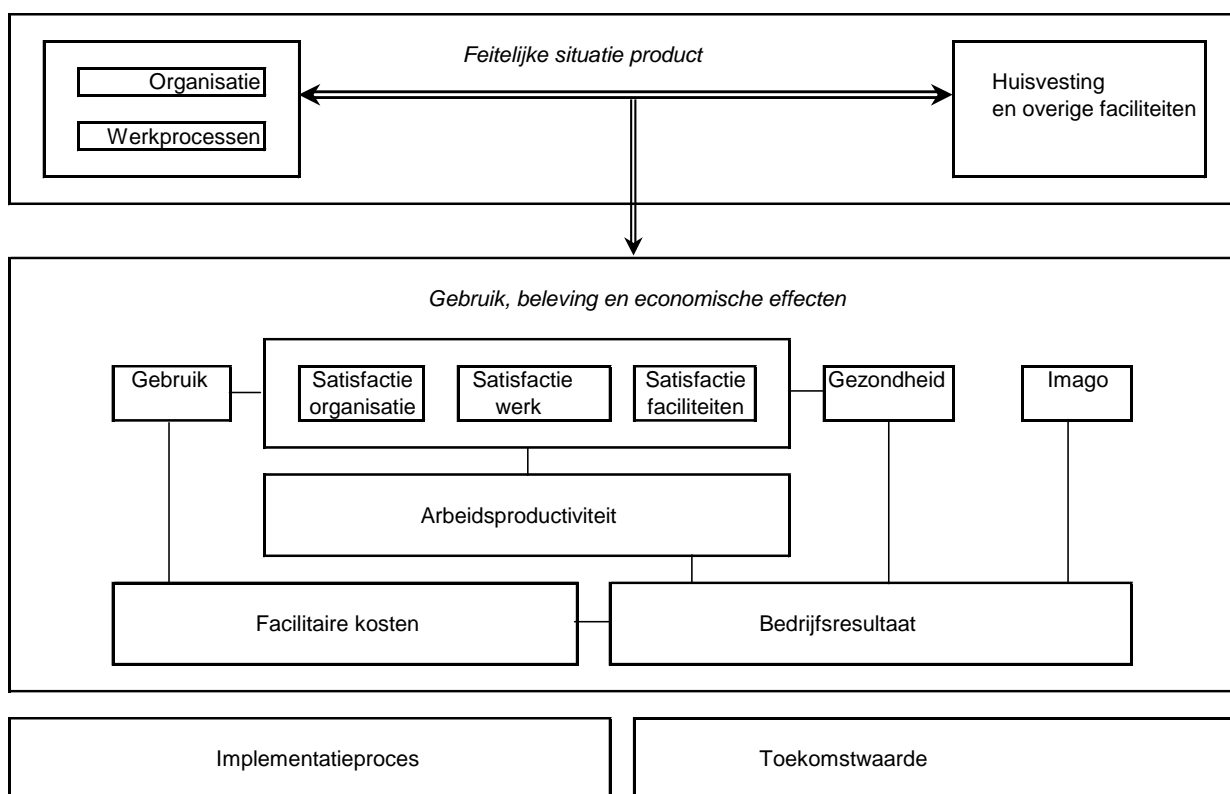 Feitelijke situatie product
Organisatie
Werkprocessen
Huisvesting
en overige faciliteiten
Gebruik, beleving en economische effecten
Gebruik
Satisfactie
organisatie
Satisfactie
werk
Satisfactie
faciliteiten
Gezondheid
Imago
Arbeidsproductiviteit
Facilitaire kosten
Bedrijfsresultaat
Implementatieproces
Toekomstwaarde